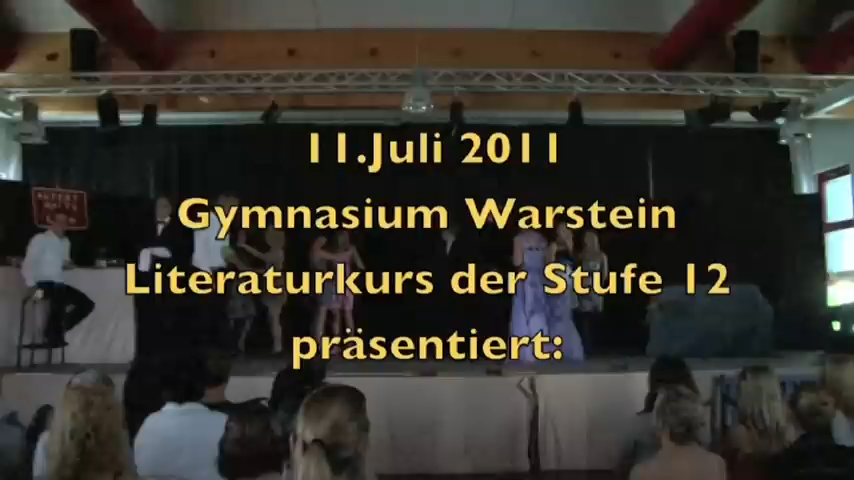 11.Juli 2011
Gymnasium Warstein
Literaturkurs der Stufe 12
präsentiert: